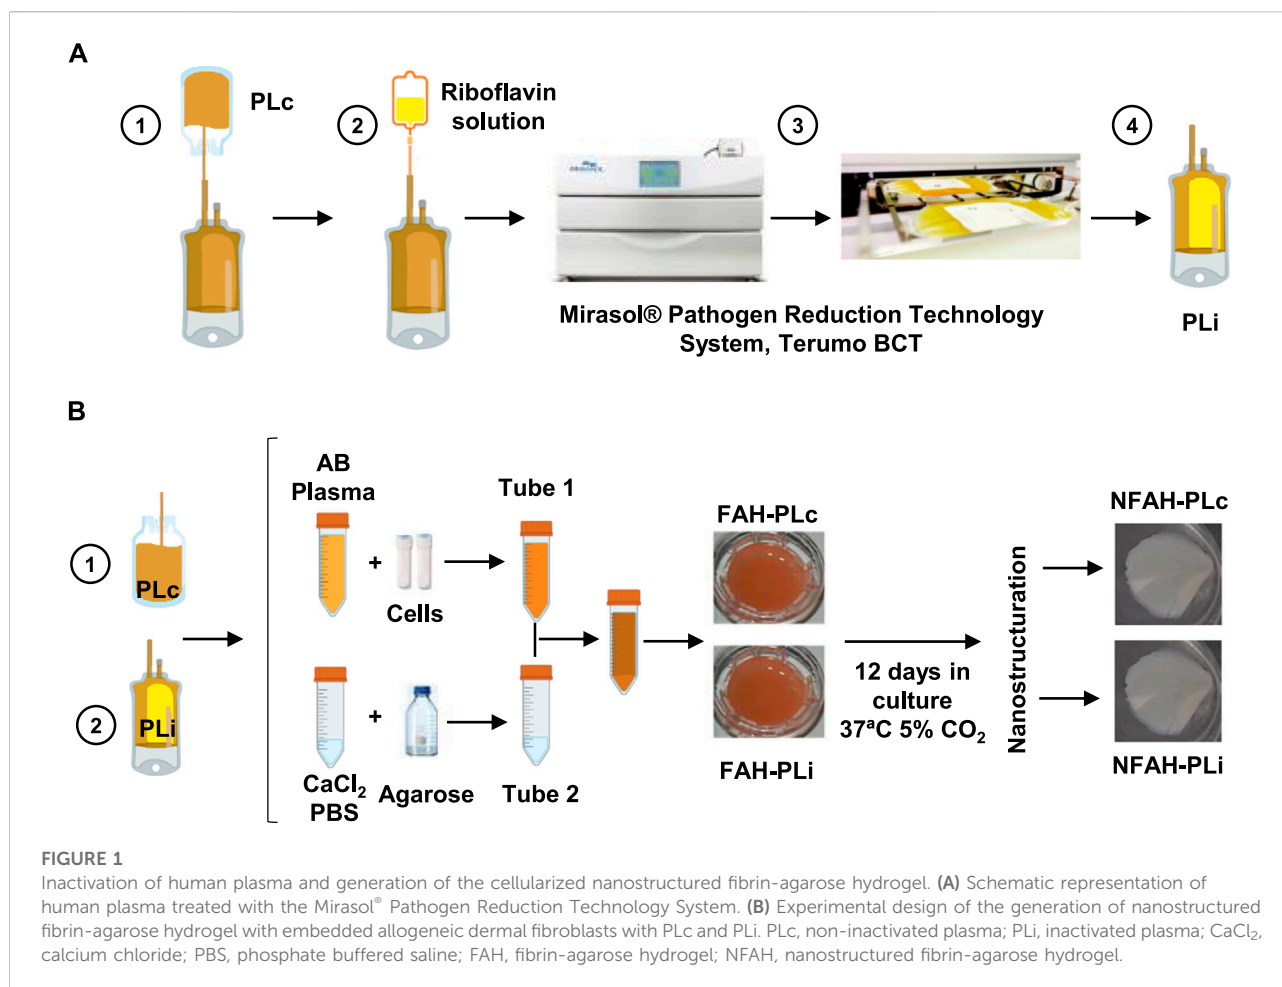 A
1
PLc
2
Riboflavin
solution
3
4
Mirasol® Pathogen Reduction Technology
System, Terumo BCT
PLi
B
1
PLc
2
PLi
AB
Plasma
+
Cells
Tube 1
CaCl₂
PBS
+
Agarose
Tube 2
FAH-PLc
FAH-PLi
12 days in
culture
37ªC 5% CO₂
Nanostructuration
NFAH-PLc
NFAH-PLi
FIGURE 1
Inactivation of human plasma and generation of the cellularized nanostructured fibrin-agarose hydrogel. (A) Schematic representation of
human plasma treated with the Mirasol® Pathogen Reduction Technology System. (B) Experimental design of the generation of nanostructured
fibrin-agarose hydrogel with embedded allogeneic dermal fibroblasts with PLc and PLi. PLc, non-inactivated plasma; PLi, inactivated plasma; CaCl₂,
calcium chloride; PBS, phosphate buffered saline; FAH, fibrin-agarose hydrogel; NFAH, nanostructured fibrin-agarose hydrogel.